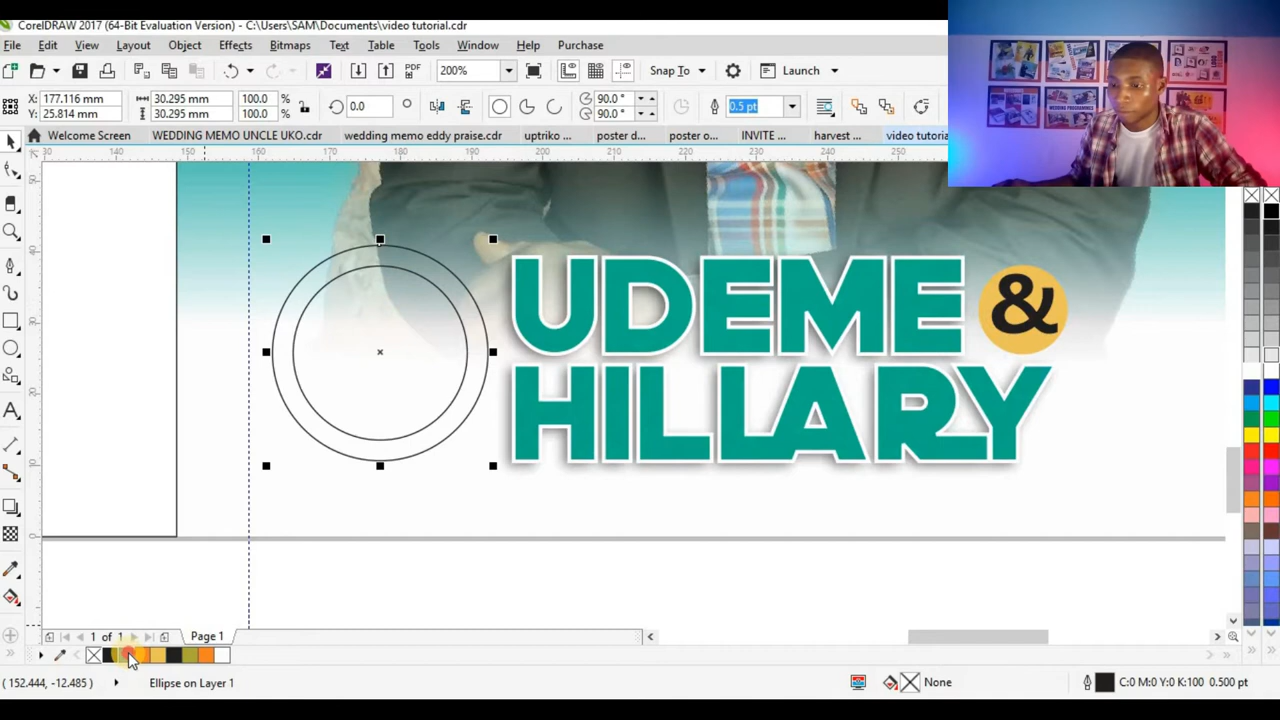 CorelDRAW 2017 (64-Bit Evaluation Version) - C:\Users\SAM\Documents\video tutorial.cdr
File Edit View Layout Object Effects Bitmaps Text Table Tools Window Help Purchase
PDF 200% Snap To Launch
X: 177.116 mm 30.295 mm 100.0 % 0.0 90.0 ° 0.5 pt
Y: 25.814 mm 30.295 mm 100.0 % 90.0 °
Welcome Screen WEDDING MEMO UNCLE UKO.cdr wedding memo eddy praise.cdr uptriko ... poster d... poster o... INVITE ... harvest ... video tutoria
130 140 150 160 170 180 190 200 210 220 230 240 250
UDEME &
HILLARY
1 of 1 Page 1
( 152.444, -12.485 ) Ellipse on Layer 1 None C:0 M:0 Y:0 K:100 0.500 pt